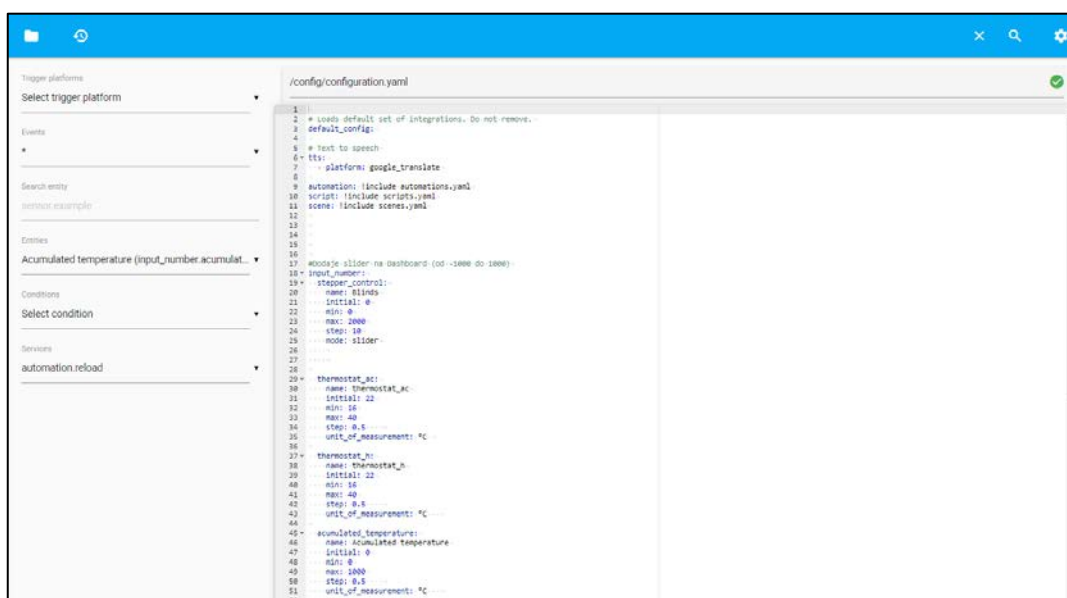 Trigger platforms
Select trigger platform
Events
*
Search entity
sensor.example
Entities
Acumulated temperature (input_number.acumulat...
Conditions
Select condition
Services
automation.reload
/config/configuration.yaml
1
2 # Loads default set of integrations. Do not remove.
3 default_config:
4
5 # Text to speech
6 tts:
7 - platform: google_translate
8
9 automation: !include automations.yaml
10 script: !include scripts.yaml
11 scene: !include scenes.yaml
12
13
14
15
16
17 #Dodaje slider na Dashboard (od -1000 do 1000)
18 input_number:
19 stepper_control:
20 name: Blinds
21 initial: 0
22 min: 0
23 max: 2000
24 step: 10
25 mode: slider
26
27
28
29 thermostat_ac:
30 name: thermostat_ac
31 initial: 22
32 min: 16
33 max: 40
34 step: 0.5
35 unit_of_measurement: °C
36
37 thermostat_h:
38 name: thermostat_h
39 initial: 22
40 min: 16
41 max: 40
42 step: 0.5
43 unit_of_measurement: °C
44
45 acumulated_temperature:
46 name: Acumulated temperature
47 initial: 0
48 min: 0
49 max: 1000
50 step: 0.5
51 unit_of_measurement: °C